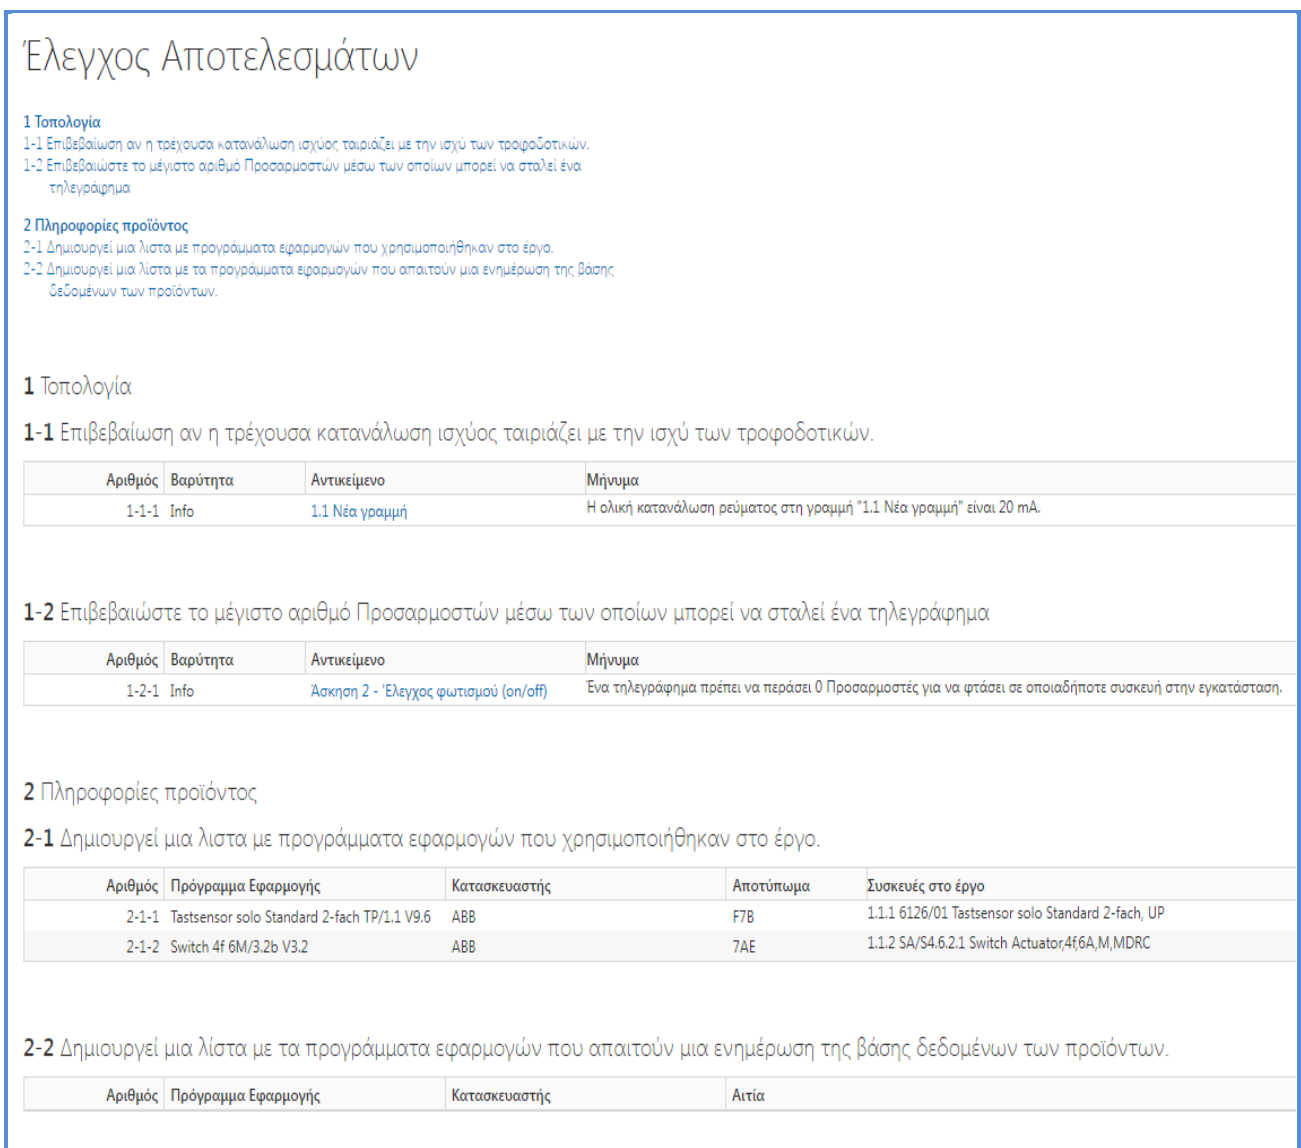 Έλεγχος Αποτελεσμάτων
1 Τοπολογία
1-1 Επιβεβαίωση αν η τρέχουσα κατανάλωση ισχύος ταιριάζει με την ισχύ των τροφοδοτικών.
1-2 Επιβεβαιώστε το μέγιστο αριθμό Προσαρμοστών μέσω των οποίων μπορεί να σταλεί ένα
τηλεγράφημα
2 Πληροφορίες προϊόντος
2-1 Δημιουργεί μια λιστα με προγράμματα εφαρμογών που χρησιμοποιήθηκαν στο έργο.
2-2 Δημιουργεί μια λίστα με τα προγράμματα εφαρμογών που απαιτούν μια ενημέρωση της βάσης
δεδομένων των προϊόντων.
1 Τοπολογία
1-1 Επιβεβαίωση αν η τρέχουσα κατανάλωση ισχύος ταιριάζει με την ισχύ των τροφοδοτικών.
Αριθμός Βαρύτητα Αντικείμενο Μήνυμα
1-1-1 Info 1.1 Νέα γραμμή Η ολική κατανάλωση ρεύματος στη γραμμή "1.1 Νέα γραμμή" είναι 20 mA.
1-2 Επιβεβαιώστε το μέγιστο αριθμό Προσαρμοστών μέσω των οποίων μπορεί να σταλεί ένα τηλεγράφημα
Αριθμός Βαρύτητα Αντικείμενο Μήνυμα
1-2-1 Info Άσκηση 2 - Έλεγχος φωτισμού (on/off) Ένα τηλεγράφημα πρέπει να περάσει 0 Προσαρμοστές για να φτάσει σε οποιαδήποτε συσκευή στην εγκατάσταση.
2 Πληροφορίες προϊόντος
2-1 Δημιουργεί μια λιστα με προγράμματα εφαρμογών που χρησιμοποιήθηκαν στο έργο.
Αριθμός Πρόγραμμα Εφαρμογής Κατασκευαστής Αποτύπωμα Συσκευές στο έργο
2-1-1 Tastsensor solo Standard 2-fach TP/1.1 V9.6 ABB F7B 1.1.1 6126/01 Tastsensor solo Standard 2-fach, UP
2-1-2 Switch 4f 6M/3.2b V3.2 ABB 7AE 1.1.2 SA/S4.6.2.1 Switch Actuator,4f,6A,M,MDRC
2-2 Δημιουργεί μια λίστα με τα προγράμματα εφαρμογών που απαιτούν μια ενημέρωση της βάσης δεδομένων των προϊόντων.
Αριθμός Πρόγραμμα Εφαρμογής Κατασκευαστής Αιτία